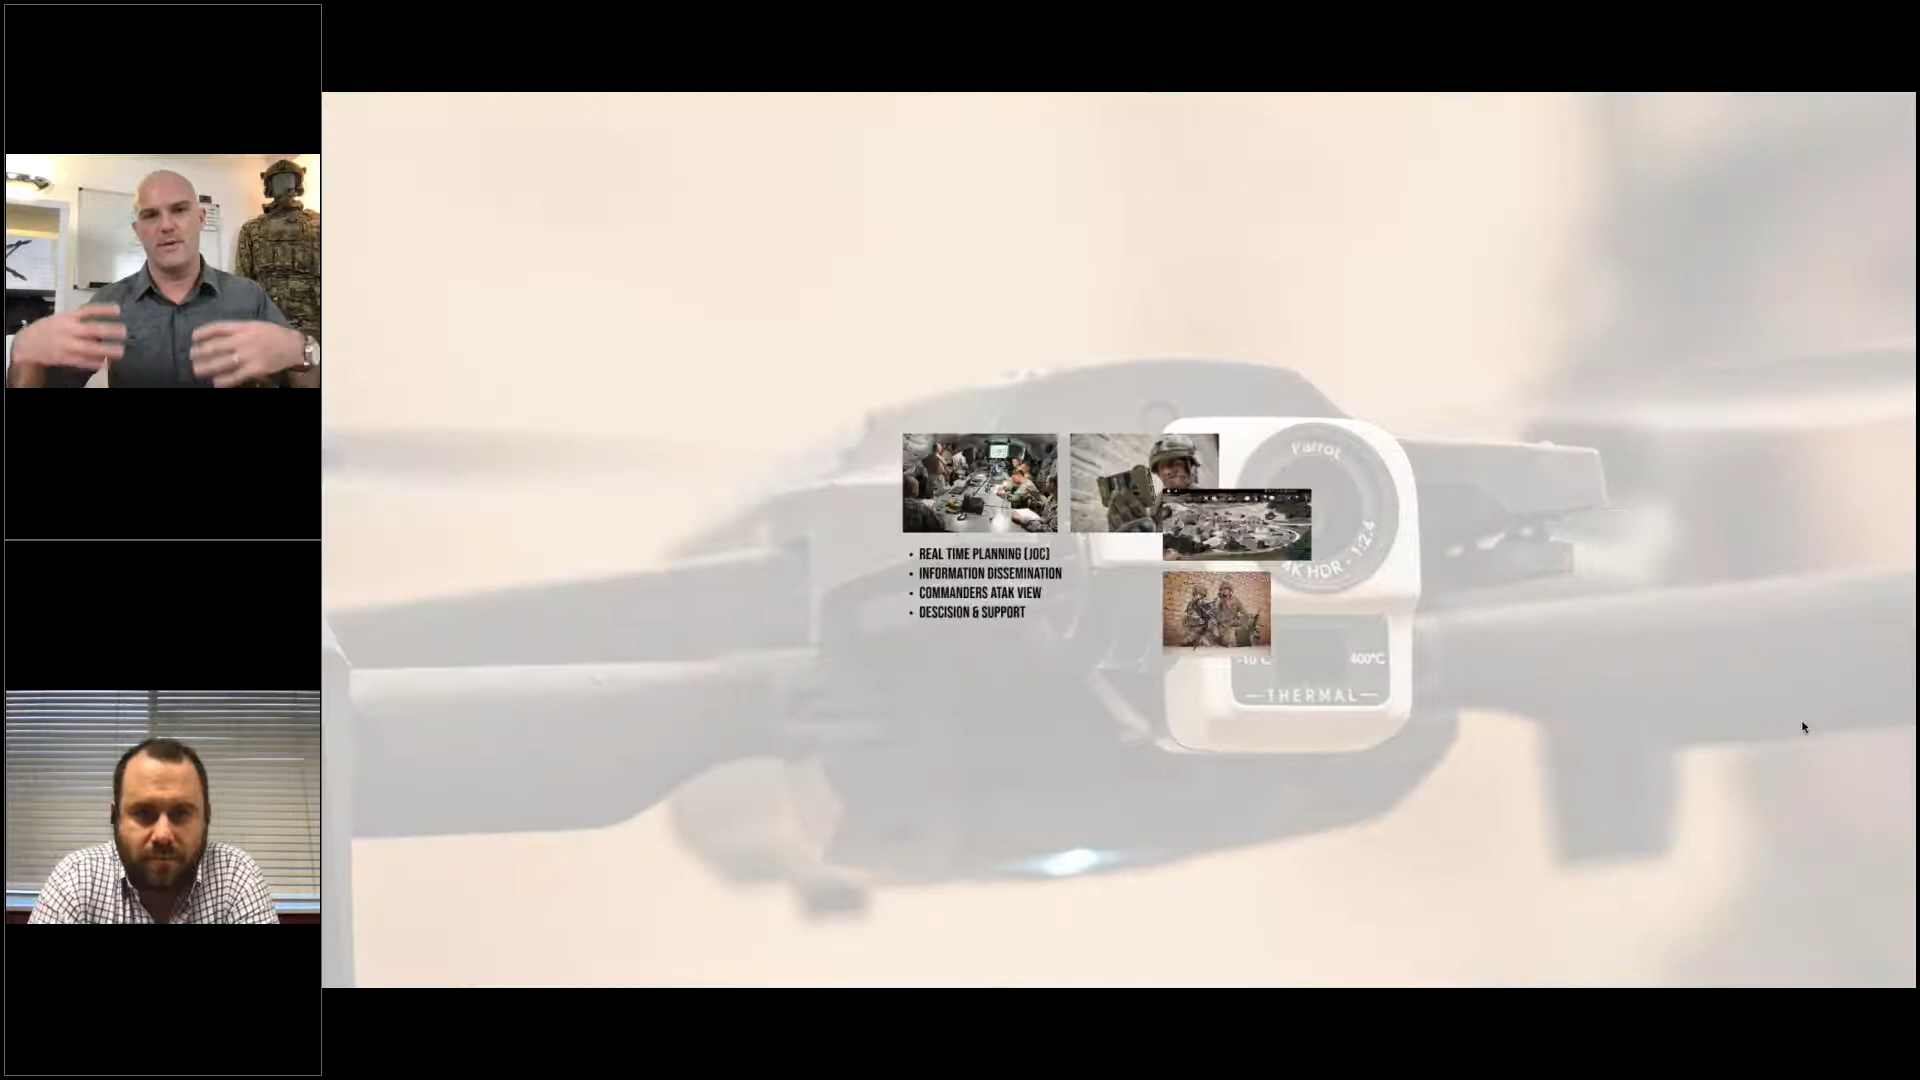 Parrot
4K HDR · 1:2.4
• REAL TIME PLANNING (JOC)
• INFORMATION DISSEMINATION
• COMMANDERS ATAK VIEW
• DESCISION & SUPPORT
-10°C
400°C
THERMAL